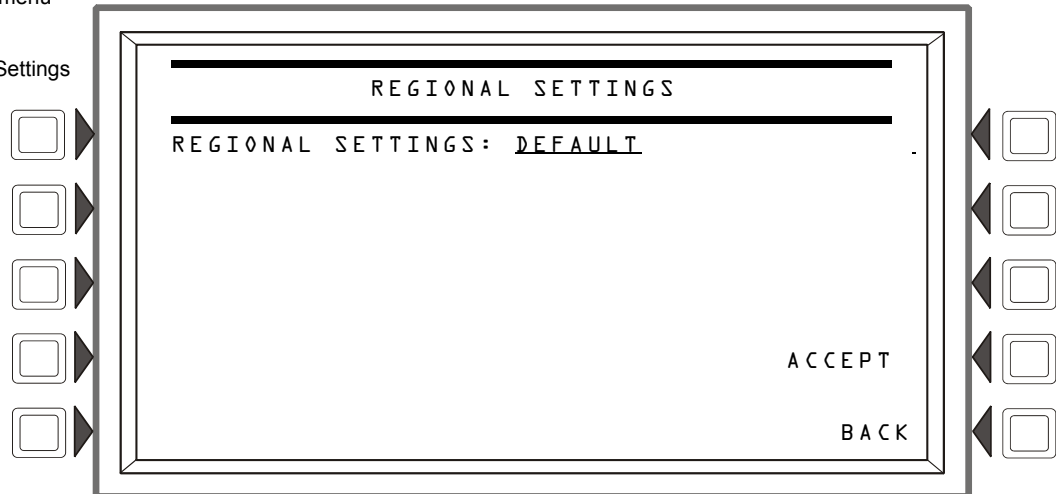 menu
Settings
REGIONAL SETTINGS
REGIONAL SETTINGS: DEFAULT
ACCEPT
BACK